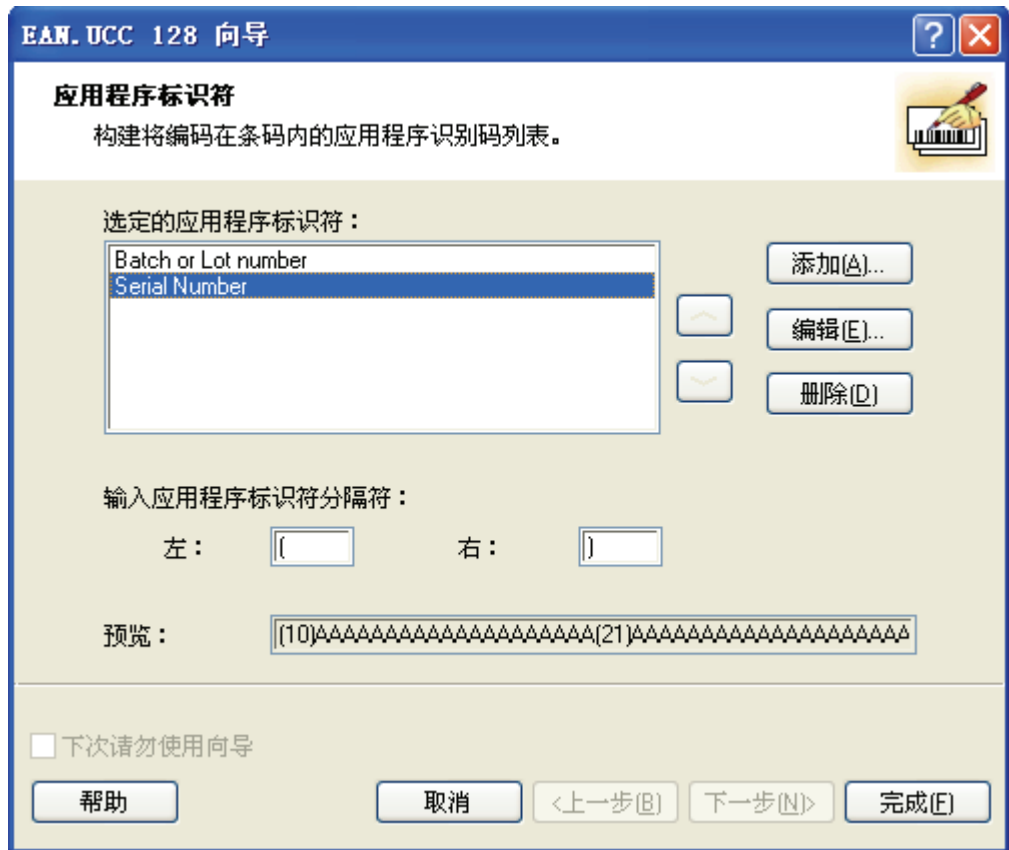 EAN.UCC 128 向导
应用程序标识符
构建将编码在条码内的应用程序识别码列表。
选定的应用程序标识符：
Batch or Lot number
Serial Number
添加(A)...
编辑(E)...
删除(D)
输入应用程序标识符分隔符：
左： ( 右： )
预览： (10)AAAAAAAAAAAAAAAAAAAA(21)AAAAAAAAAAAAAAAAAAAA
下次请勿使用向导
帮助 取消 <上一步(B) 下一步(N)> 完成(F)